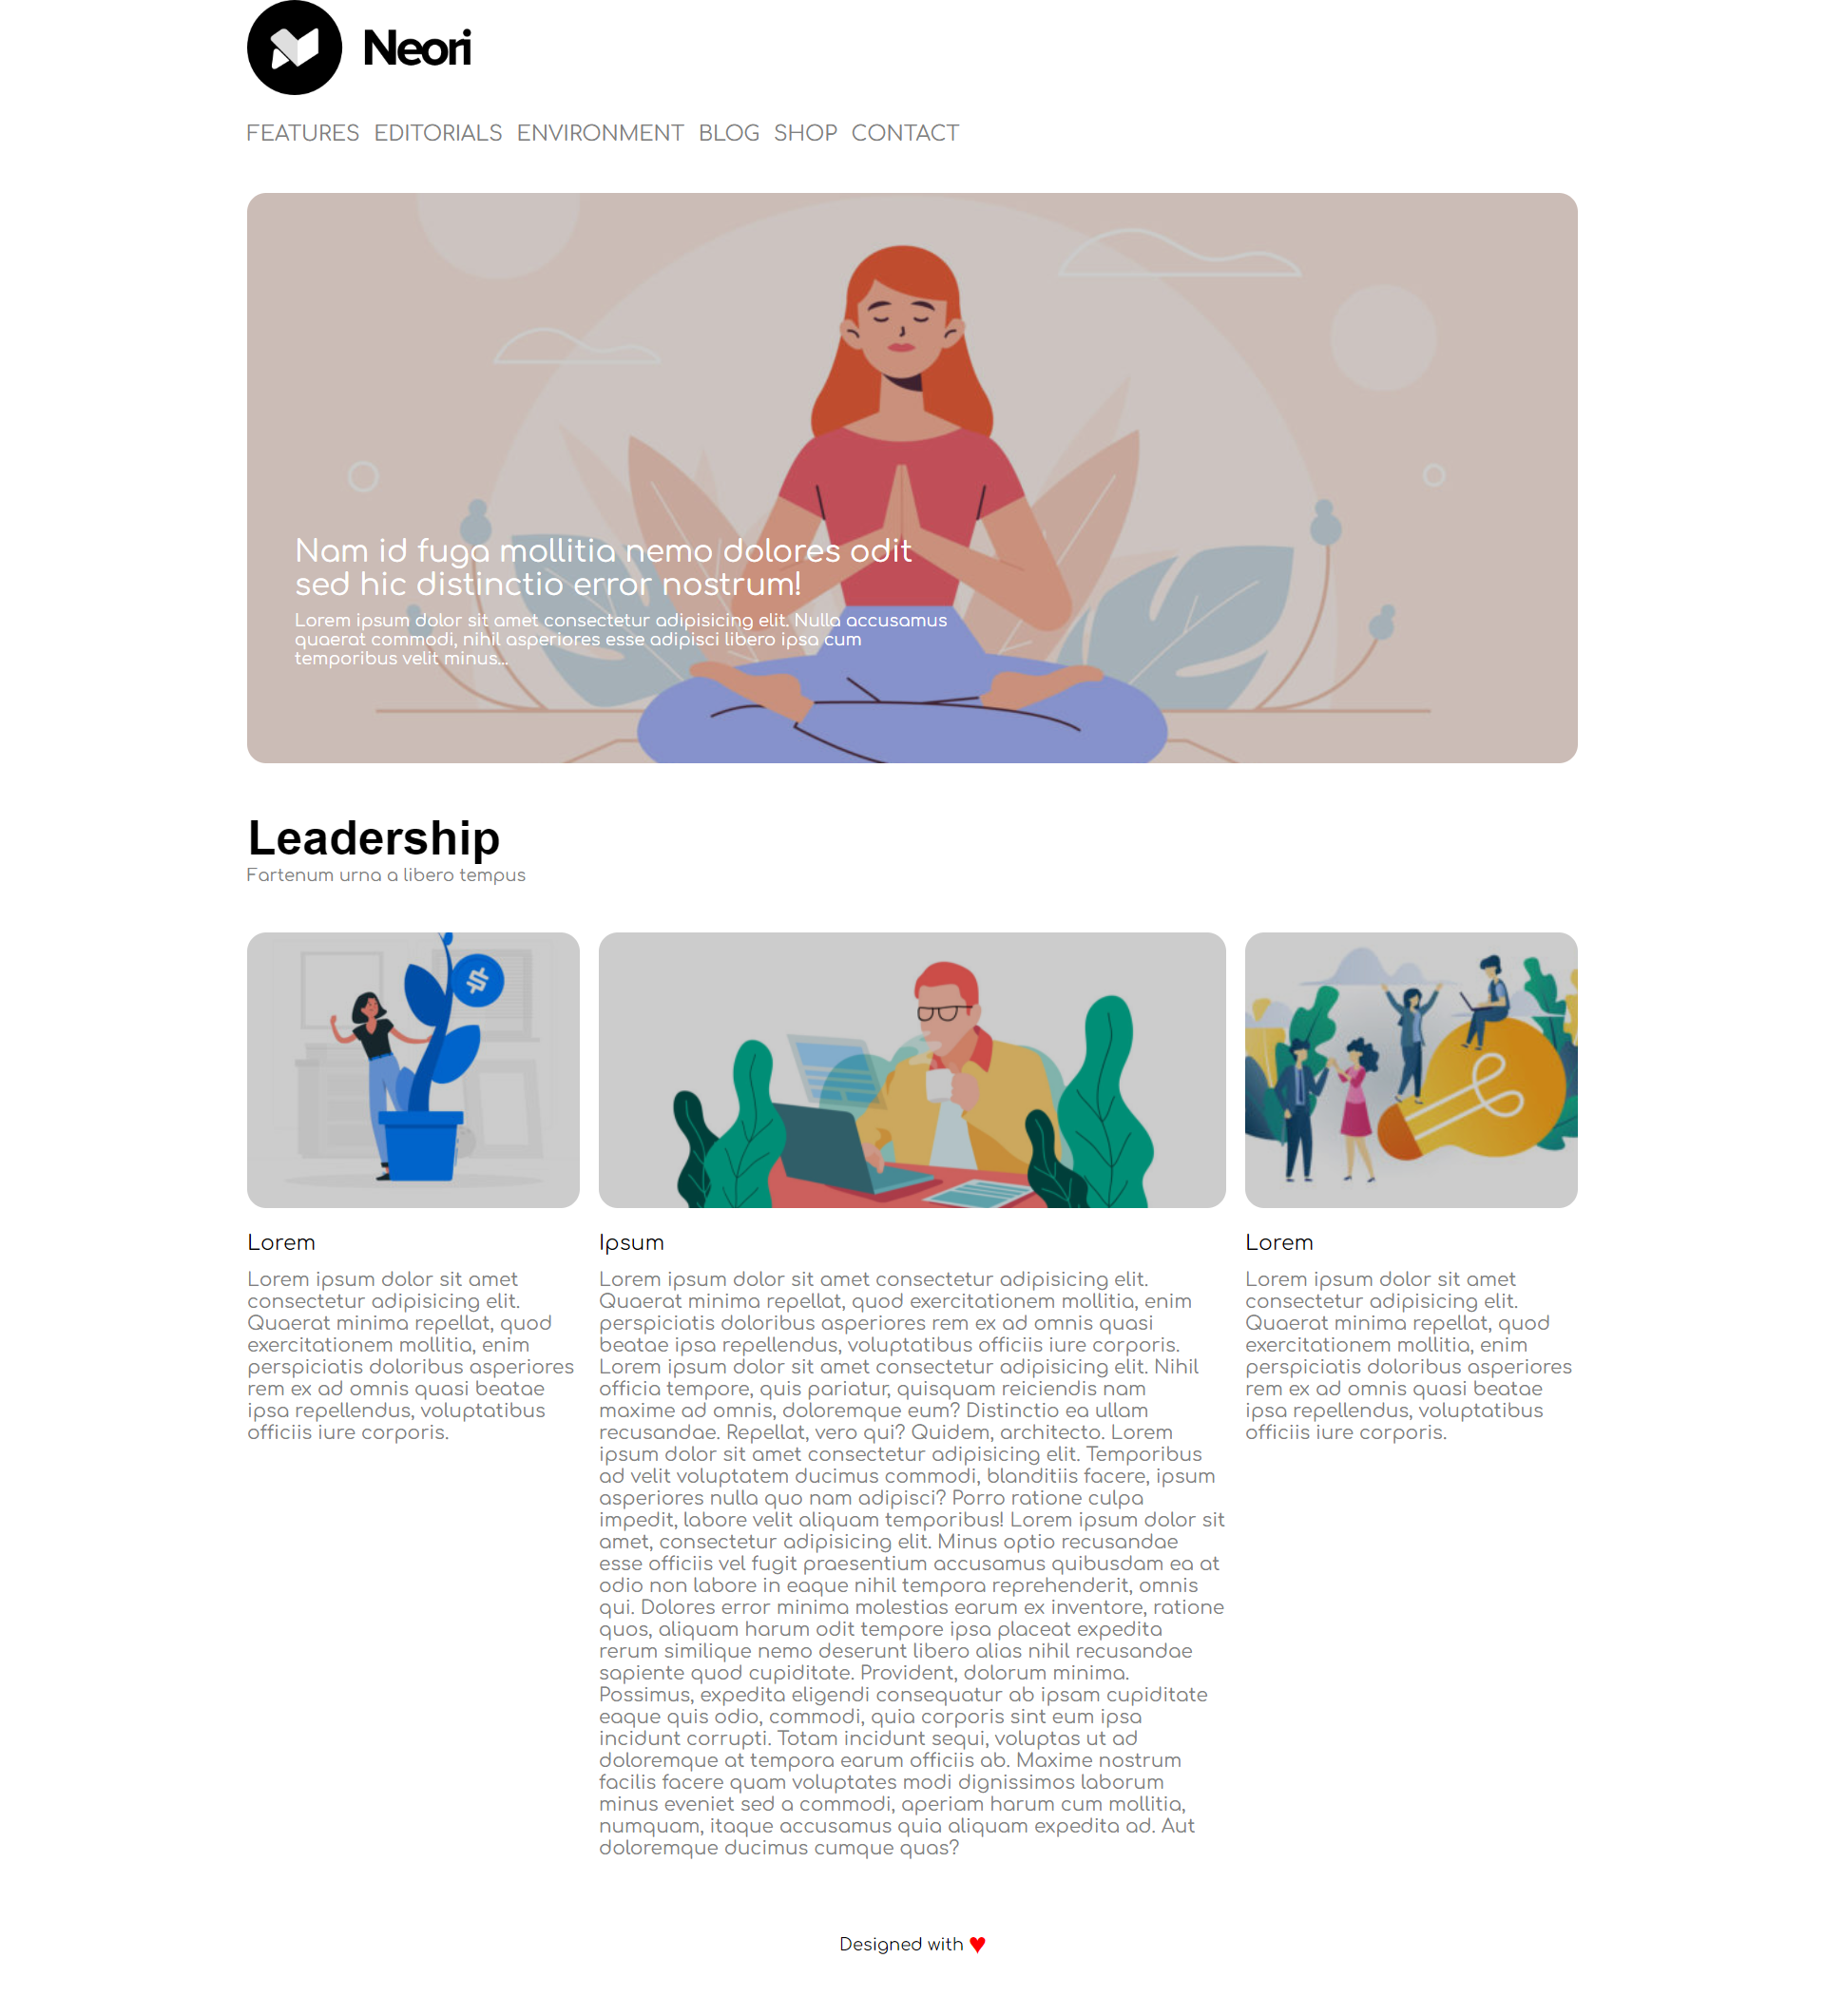 Neori
FEATURES EDITORIALS ENVIRONMENT BLOG SHOP CONTACT
Nam id fuga mollitia nemo dolores odit
sed hic distinctio error nostrum!
Lorem ipsum dolor sit amet consectetur adipisicing elit. Nulla accusamus
quaerat commodi, nihil asperiores esse adipisci libero ipsa cum
temporibus velit minus...
Leadership
Fartenum urna a libero tempus
$
Lorem
Lorem ipsum dolor sit amet
consectetur adipisicing elit.
Quaerat minima repellat, quod
exercitationem mollitia, enim
perspiciatis doloribus asperiores
rem ex ad omnis quasi beatae
ipsa repellendus, voluptatibus
officiis iure corporis.
Ipsum
Lorem ipsum dolor sit amet consectetur adipisicing elit.
Quaerat minima repellat, quod exercitationem mollitia, enim
perspiciatis doloribus asperiores rem ex ad omnis quasi
beatae ipsa repellendus, voluptatibus officiis iure corporis.
Lorem ipsum dolor sit amet consectetur adipisicing elit. Nihil
officia tempore, quis pariatur, quisquam reiciendis nam
maxime ad omnis, doloremque eum? Distinctio ea ullam
recusandae. Repellat, vero qui? Quidem, architecto. Lorem
ipsum dolor sit amet consectetur adipisicing elit. Temporibus
ad velit voluptatem ducimus commodi, blanditiis facere, ipsum
asperiores nulla quo nam adipisci? Porro ratione culpa
impedit, labore velit aliquam temporibus! Lorem ipsum dolor sit
amet, consectetur adipisicing elit. Minus optio recusandae
esse officiis vel fugit praesentium accusamus quibusdam ea at
odio non labore in eaque nihil tempora reprehenderit, omnis
qui. Dolores error minima molestias earum ex inventore, ratione
quos, aliquam harum odit tempore ipsa placeat expedita
rerum similique nemo deserunt libero alias nihil recusandae
sapiente quod cupiditate. Provident, dolorum minima.
Possimus, expedita eligendi consequatur ab ipsam cupiditate
eaque quis odio, commodi, quia corporis sint eum ipsa
incidunt corrupti. Totam incidunt sequi, voluptas ut ad
doloremque at tempora earum officiis ab. Maxime nostrum
facilis facere quam voluptates modi dignissimos laborum
minus eveniet sed a commodi, aperiam harum cum mollitia,
numquam, itaque accusamus quia aliquam expedita ad. Aut
doloremque ducimus cumque quas?
Lorem
Lorem ipsum dolor sit amet
consectetur adipisicing elit.
Quaerat minima repellat, quod
exercitationem mollitia, enim
perspiciatis doloribus asperiores
rem ex ad omnis quasi beatae
ipsa repellendus, voluptatibus
officiis iure corporis.
Designed with ♥